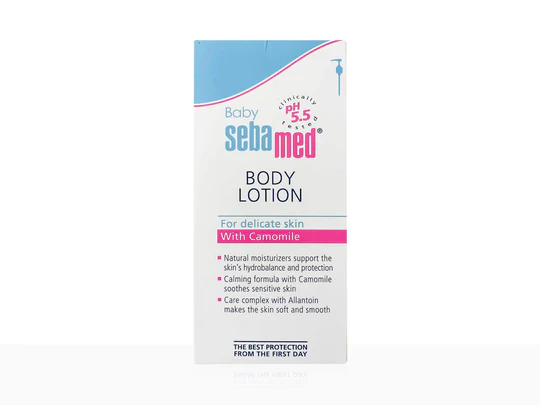 Baby
clinically tested
pH
5.5
sebamed®
BODY
LOTION
For delicate skin
With Camomile
Natural moisturizers support the
skin's hydrobalance and protection
Calming formula with Camomile
soothes sensitive skin
Care complex with Allantoin
makes the skin soft and smooth
THE BEST PROTECTION
FROM THE FIRST DAY